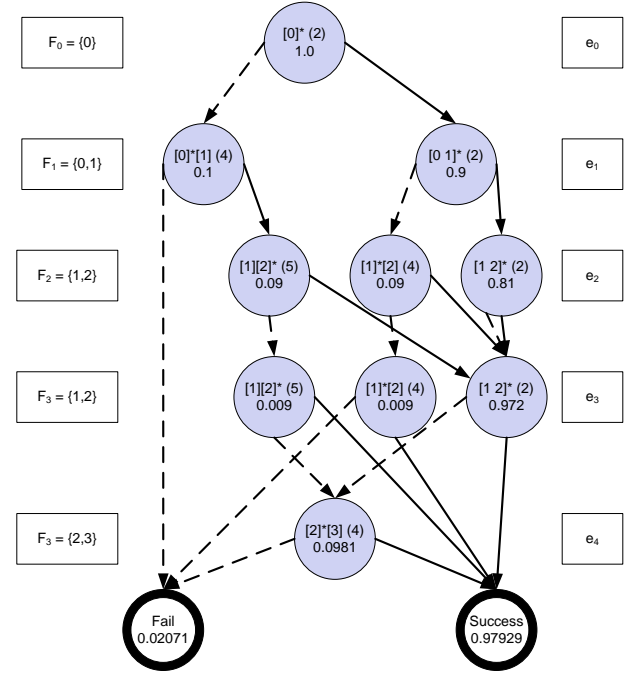 F0 = {0}
[0]* (2)
1.0
e0
F1 = {0,1}
[0]*[1] (4)
0.1
[0 1]* (2)
0.9
e1
F2 = {1,2}
[1][2]* (5)
0.09
[1]*[2] (4)
0.09
[1 2]* (2)
0.81
e2
F3 = {1,2}
[1][2]* (5)
0.009
[1]*[2] (4)
0.009
[1 2]* (2)
0.972
e3
F3 = {2,3}
[2]*[3] (4)
0.0981
e4
Fail
0.02071
Success
0.97929